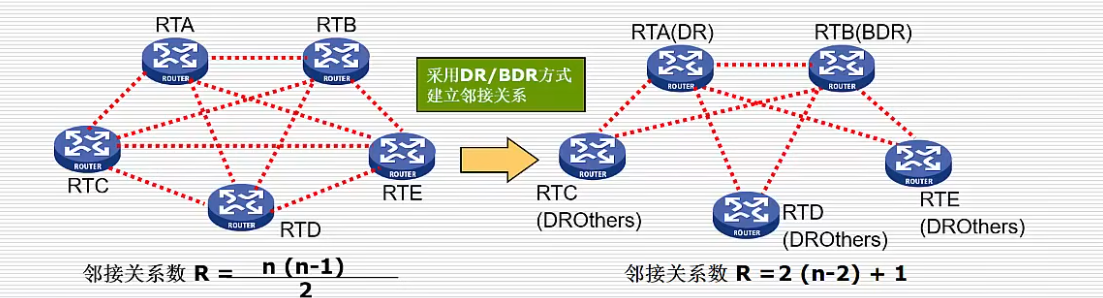 RTA
RTB
ROUTER
ROUTER
RTC
ROUTER
RTE
ROUTER
RTD
ROUTER
邻接关系数 R = n (n-1)
2
采用DR/BDR方式
建立邻接关系
RTA(DR)
RTB(BDR)
ROUTER
ROUTER
RTC
(DROthers)
ROUTER
RTD
(DROthers)
ROUTER
RTE
(DROthers)
ROUTER
邻接关系数 R =2 (n-2) + 1